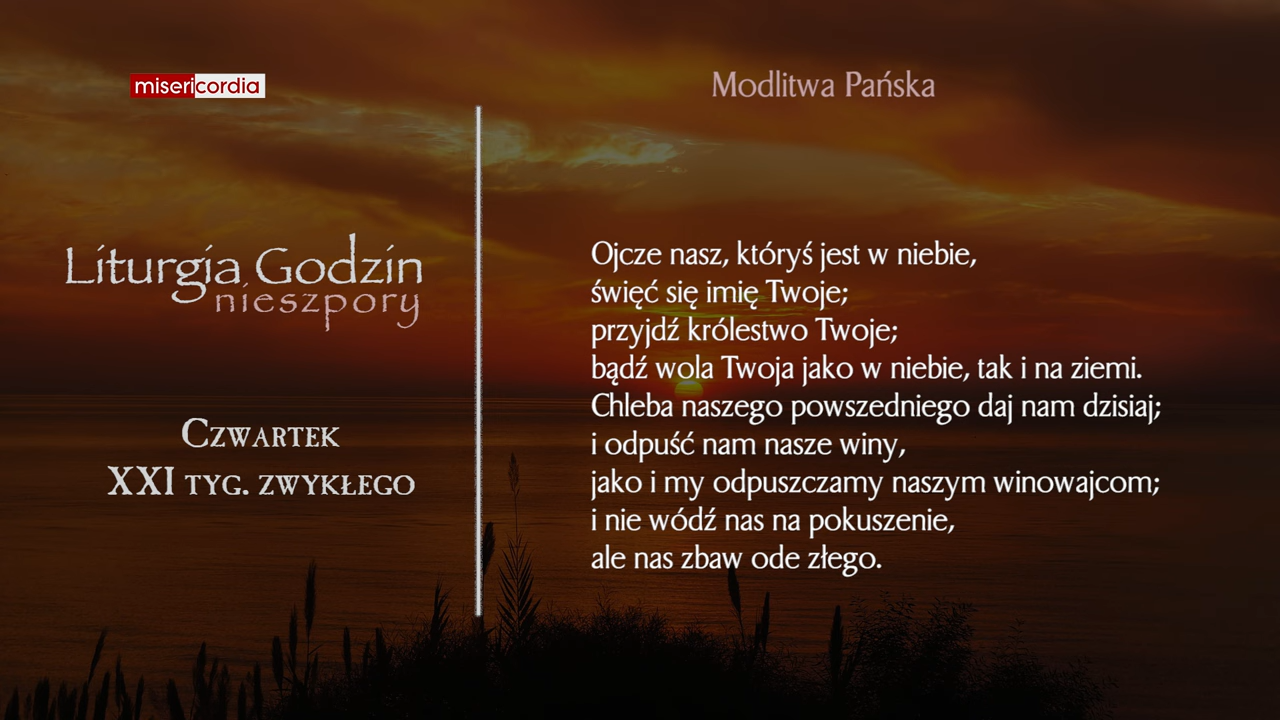 misericordia
Liturgia Godzin
nieszpory
Czwartek
XXI tyg. zwykłego
Modlitwa Pańska
Ojcze nasz, któryś jest w niebie,
święć się imię Twoje;
przyjdź królestwo Twoje;
bądź wola Twoja jako w niebie, tak i na ziemi.
Chleba naszego powszedniego daj nam dzisiaj;
i odpuść nam nasze winy,
jako i my odpuszczamy naszym winowajcom;
i nie wódź nas na pokuszenie,
ale nas zbaw ode złego.